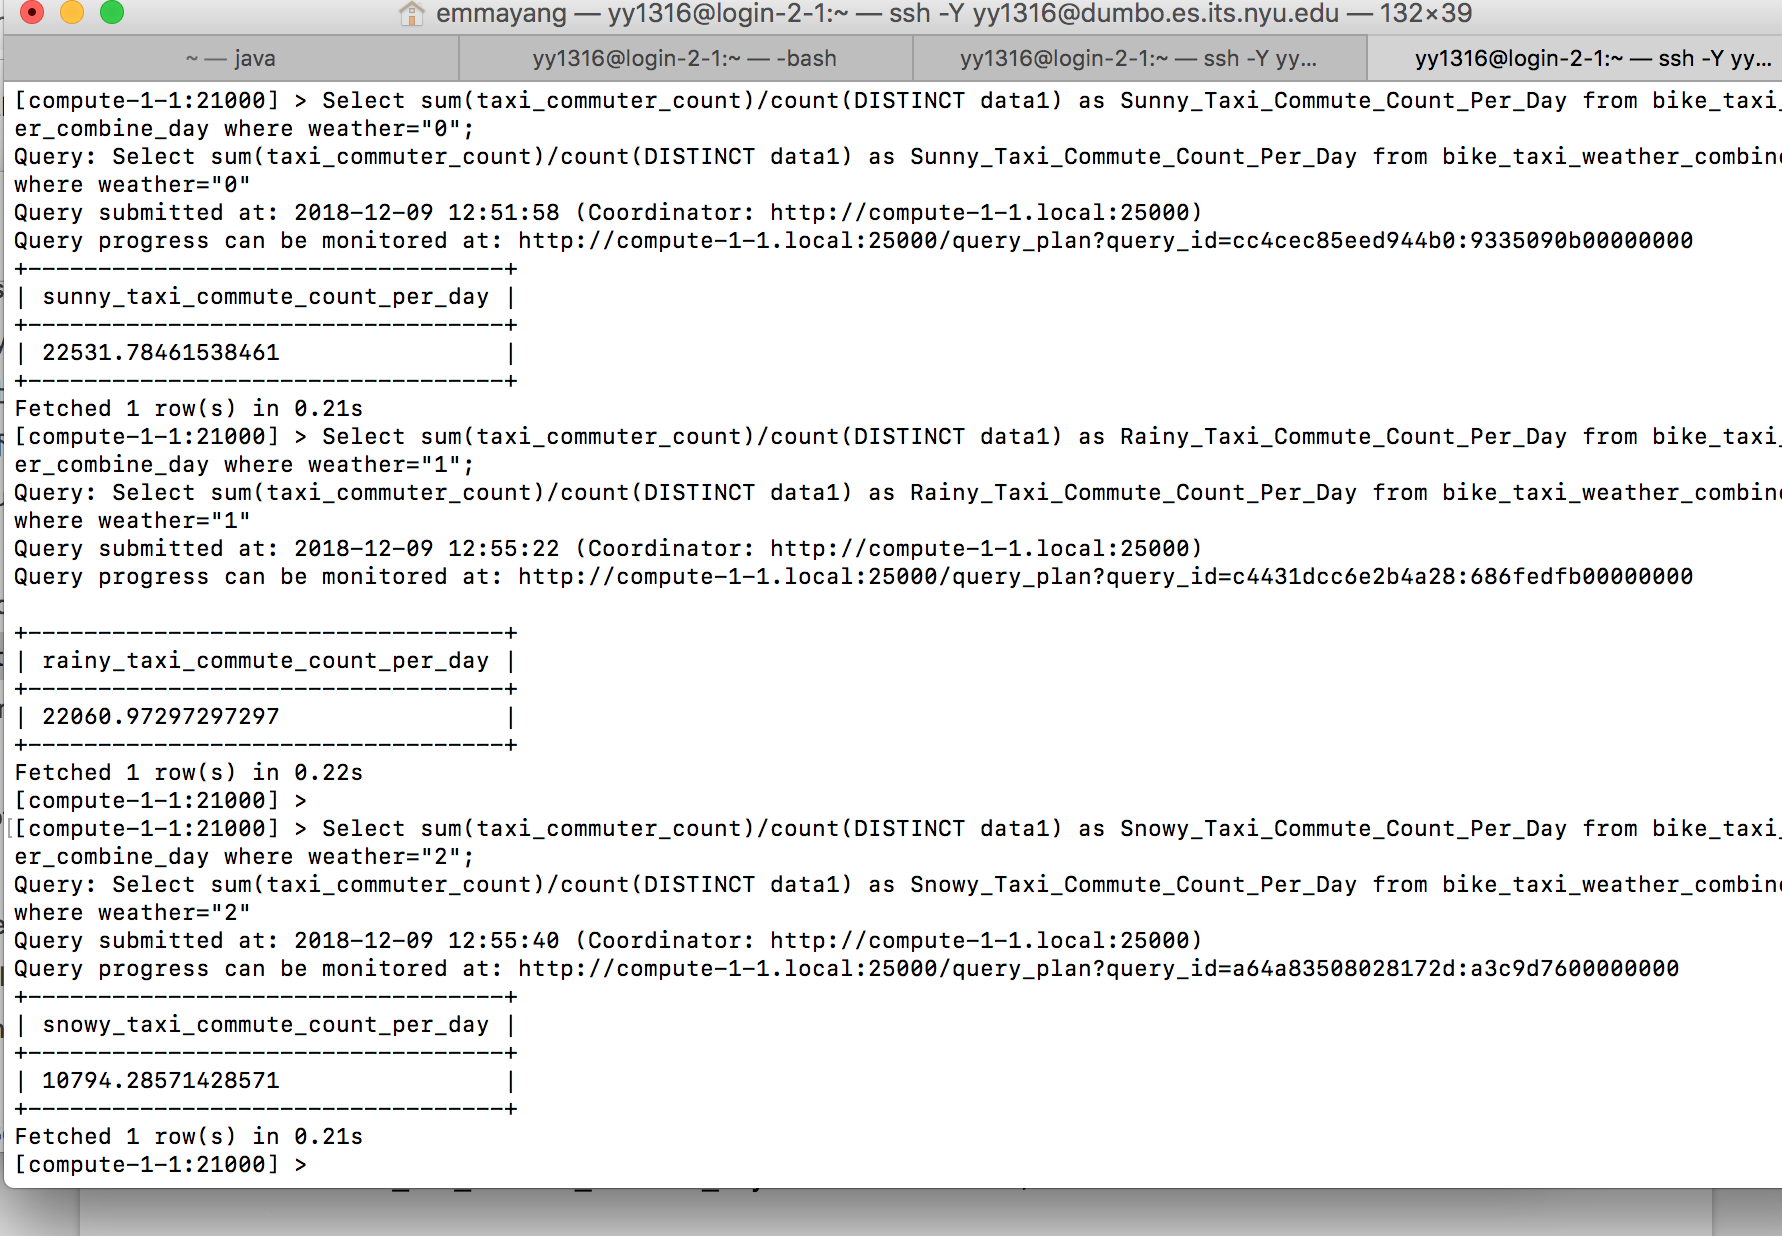 emmayang — yy1316@login-2-1:~ — ssh -Y yy1316@dumbo.es.its.nyu.edu — 132×39
~ — java yy1316@login-2-1:~ — -bash yy1316@login-2-1:~ — ssh -Y yy... yy1316@login-2-1:~ — ssh -Y yy...
[compute-1-1:21000] > Select sum(taxi_commuter_count)/count(DISTINCT data1) as Sunny_Taxi_Commute_Count_Per_Day from bike_taxi_
er_combine_day where weather="0";
Query: Select sum(taxi_commuter_count)/count(DISTINCT data1) as Sunny_Taxi_Commute_Count_Per_Day from bike_taxi_weather_combine
where weather="0"
Query submitted at: 2018-12-09 12:51:58 (Coordinator: http://compute-1-1.local:25000)
Query progress can be monitored at: http://compute-1-1.local:25000/query_plan?query_id=cc4cec85eed944b0:9335090b00000000
+----------------------------------+
| sunny_taxi_commute_count_per_day |
+----------------------------------+
| 22531.78461538461                |
+----------------------------------+
Fetched 1 row(s) in 0.21s
[compute-1-1:21000] > Select sum(taxi_commuter_count)/count(DISTINCT data1) as Rainy_Taxi_Commute_Count_Per_Day from bike_taxi_
er_combine_day where weather="1";
Query: Select sum(taxi_commuter_count)/count(DISTINCT data1) as Rainy_Taxi_Commute_Count_Per_Day from bike_taxi_weather_combine
where weather="1"
Query submitted at: 2018-12-09 12:55:22 (Coordinator: http://compute-1-1.local:25000)
Query progress can be monitored at: http://compute-1-1.local:25000/query_plan?query_id=c4431dcc6e2b4a28:686fedfb00000000
+----------------------------------+
| rainy_taxi_commute_count_per_day |
+----------------------------------+
| 22060.97297297297                |
+----------------------------------+
Fetched 1 row(s) in 0.22s
[compute-1-1:21000] >
[[compute-1-1:21000] > Select sum(taxi_commuter_count)/count(DISTINCT data1) as Snowy_Taxi_Commute_Count_Per_Day from bike_taxi_
er_combine_day where weather="2";
Query: Select sum(taxi_commuter_count)/count(DISTINCT data1) as Snowy_Taxi_Commute_Count_Per_Day from bike_taxi_weather_combine
where weather="2"
Query submitted at: 2018-12-09 12:55:40 (Coordinator: http://compute-1-1.local:25000)
Query progress can be monitored at: http://compute-1-1.local:25000/query_plan?query_id=a64a83508028172d:a3c9d7600000000
+----------------------------------+
| snowy_taxi_commute_count_per_day |
+----------------------------------+
| 10794.28571428571                |
+----------------------------------+
Fetched 1 row(s) in 0.21s
[compute-1-1:21000] >